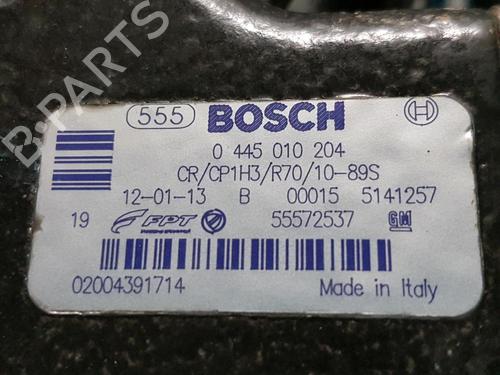 555 BOSCH
0 445 010 204
CR/CP1H3/R70/10-89S
12-01-13 B 00015 5141257
19 FPT 55572537 GM
02004391714 Made in Italy
B-PARTS